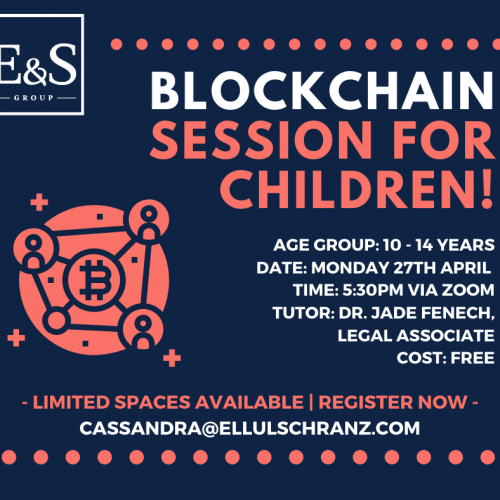 E&S
GROUP
BLOCKCHAIN
SESSION FOR
CHILDREN!
AGE GROUP: 10 - 14 YEARS
DATE: MONDAY 27TH APRIL
TIME: 5:30PM VIA ZOOM
TUTOR: DR. JADE FENECH,
LEGAL ASSOCIATE
COST: FREE
- LIMITED SPACES AVAILABLE | REGISTER NOW -
CASSANDRA@ELLULSCHRANZ.COM